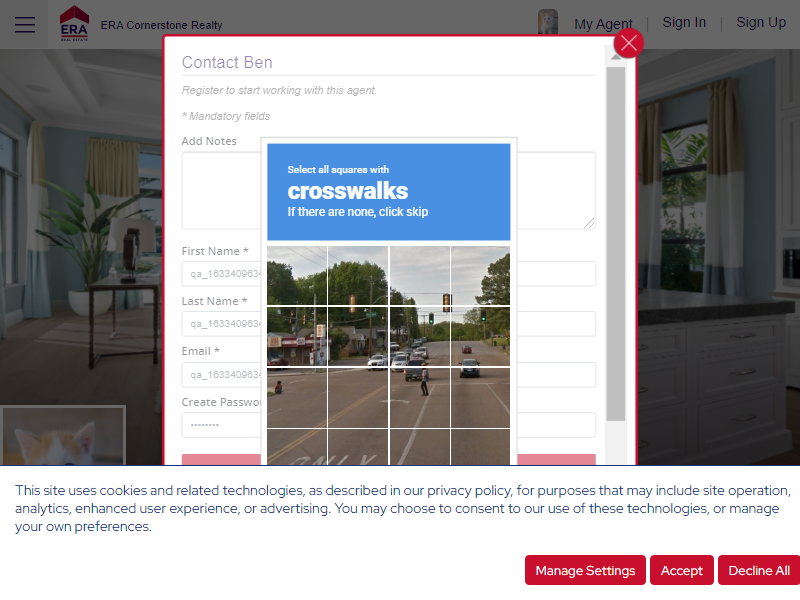 ERA
REAL ESTATE
ERA Cornerstone Realty
My Agent
Sign In
Sign Up
Contact Ben
Register to start working with this agent.
* Mandatory fields
Add Notes
Select all squares with
crosswalks
If there are none, click skip
First Name *
qa_1633409634
Last Name *
qa_1633409634
Email *
qa_1633409634
Create Passwo
ONLY
This site uses cookies and related technologies, as described in our privacy policy, for purposes that may include site operation,
analytics, enhanced user experience, or advertising. You may choose to consent to our use of these technologies, or manage
your own preferences.
Manage Settings
Accept
Decline All